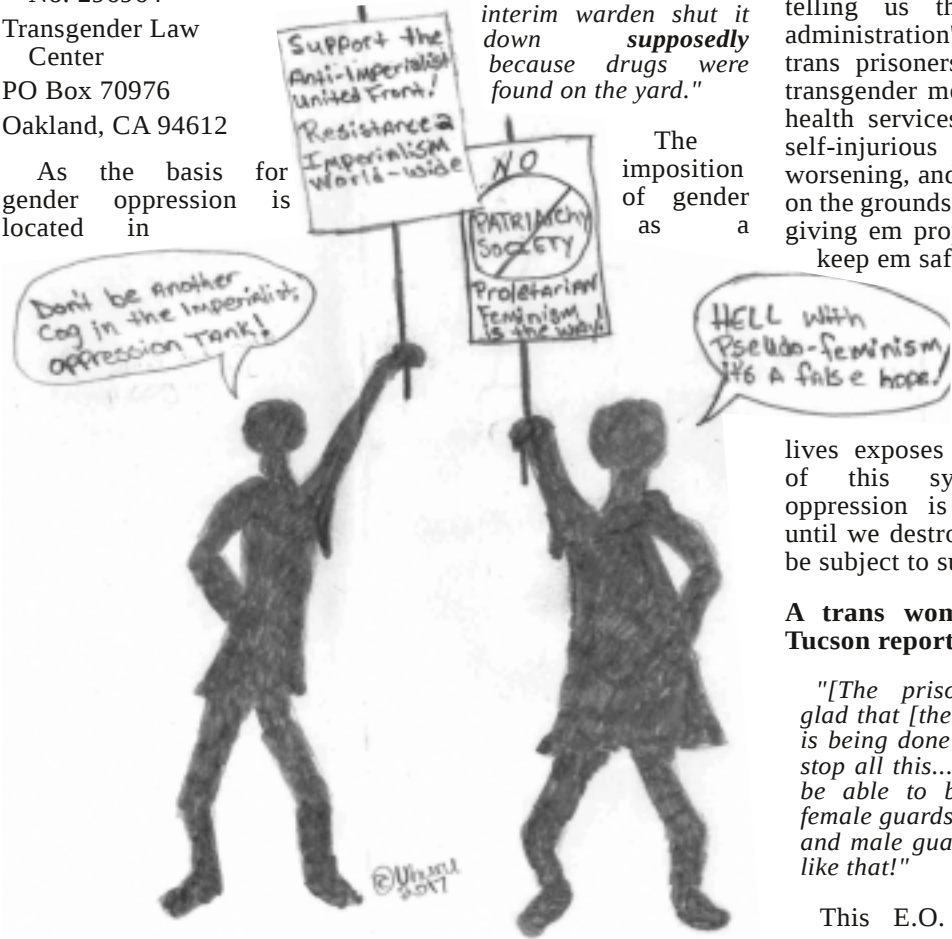 No. 296964
Transgender Law
Center
PO Box 70976
Oakland, CA 94612
As the basis for
gender oppression is
located in
Support the
Anti-Imperialist
United Front!
Resistance 2
Imperialism
World-Wide
interim warden shut it
down supposedly
because drugs were
found on the yard."
The
imposition
of gender
as a
NO
PATRIArchy
SocIETY
Proletarian
Feminism
is the way!
Don't be Another
Cog in the Imperialist
oppression Tank!
HELL with
Pseudo-feminism,
it's A false hope!
©Uhuru
2017
telling us th
administration'
trans prisoners
transgender me
health services
self-injurious
worsening, and
on the grounds
giving em pro
keep em saf
lives exposes
of this sy
oppression is
until we destro
be subject to su
A trans wom
Tucson report
"[The priso
glad that [the
is being done
stop all this...
be able to b
female guards
and male gua
like that!"
This E.O.